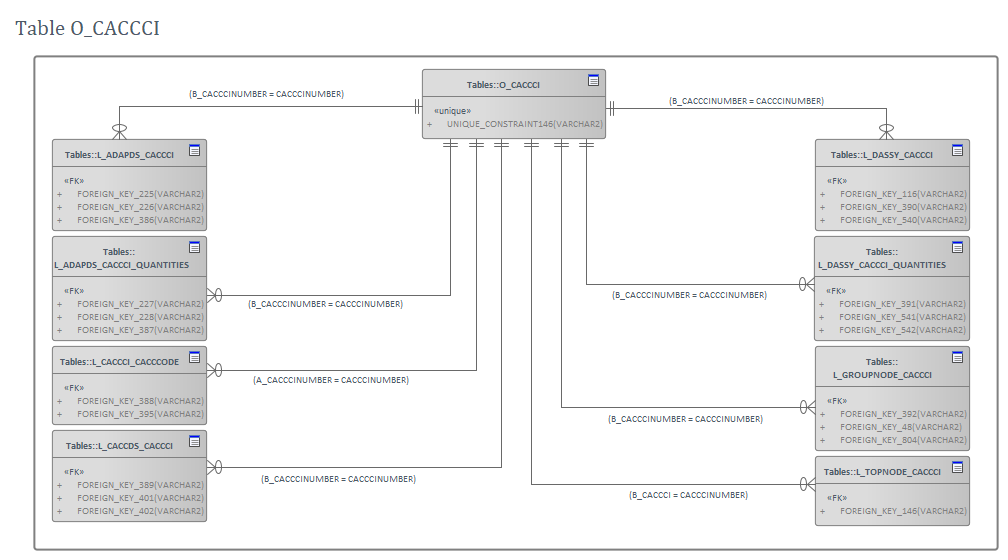 Table O_CACCCI
Tables::O_CACCCI
«unique»
+ UNIQUE_CONSTRAINT146(VARCHAR2)
(B_CACCCINUMBER = CACCCINUMBER)
(B_CACCCINUMBER = CACCCINUMBER)
Tables::L_ADAPDS_CACCCI
«FK»
+ FOREIGN_KEY_225(VARCHAR2)
+ FOREIGN_KEY_226(VARCHAR2)
+ FOREIGN_KEY_386(VARCHAR2)
Tables::
L_ADAPDS_CACCCI_QUANTITIES
«FK»
+ FOREIGN_KEY_227(VARCHAR2)
+ FOREIGN_KEY_228(VARCHAR2)
+ FOREIGN_KEY_387(VARCHAR2)
(B_CACCCINUMBER = CACCCINUMBER)
Tables::L_CACCCI_CACCCODE
«FK»
+ FOREIGN_KEY_388(VARCHAR2)
+ FOREIGN_KEY_395(VARCHAR2)
(A_CACCCINUMBER = CACCCINUMBER)
Tables::L_CACCDS_CACCCI
«FK»
+ FOREIGN_KEY_389(VARCHAR2)
+ FOREIGN_KEY_401(VARCHAR2)
+ FOREIGN_KEY_402(VARCHAR2)
(B_CACCCINUMBER = CACCCINUMBER)
Tables::L_DASSY_CACCCI
«FK»
+ FOREIGN_KEY_116(VARCHAR2)
+ FOREIGN_KEY_390(VARCHAR2)
+ FOREIGN_KEY_540(VARCHAR2)
Tables::
L_DASSY_CACCCI_QUANTITIES
«FK»
+ FOREIGN_KEY_391(VARCHAR2)
+ FOREIGN_KEY_541(VARCHAR2)
+ FOREIGN_KEY_542(VARCHAR2)
(B_CACCCINUMBER = CACCCINUMBER)
Tables::
L_GROUPNODE_CACCCI
«FK»
+ FOREIGN_KEY_392(VARCHAR2)
+ FOREIGN_KEY_48(VARCHAR2)
+ FOREIGN_KEY_804(VARCHAR2)
(B_CACCCINUMBER = CACCCINUMBER)
Tables::L_TOPNODE_CACCCI
«FK»
+ FOREIGN_KEY_146(VARCHAR2)
(B_CACCCI = CACCCINUMBER)